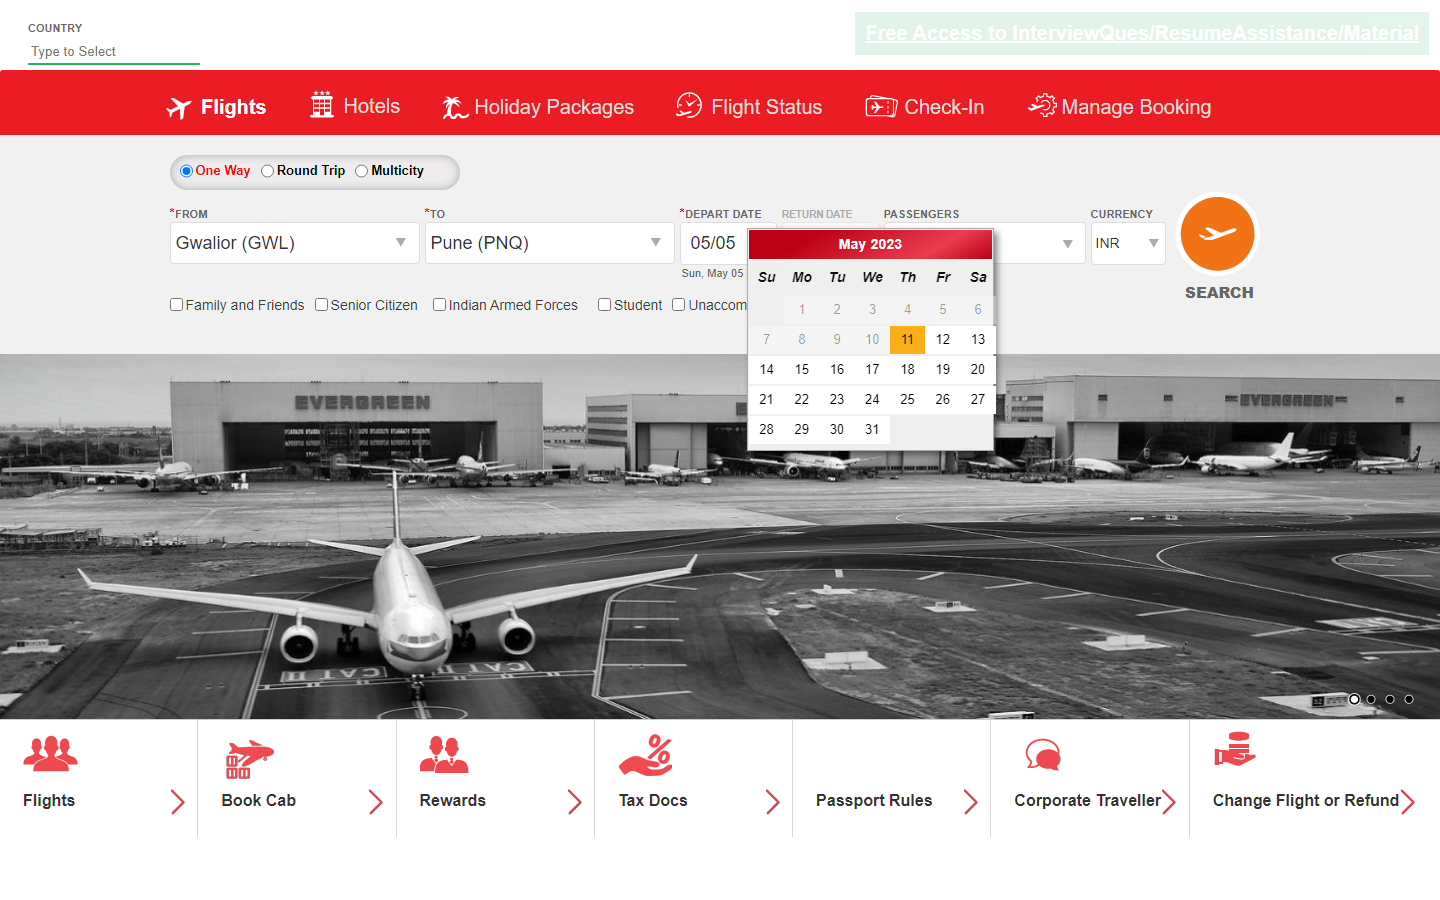 COUNTRY
Type to Select
Free Access to InterviewQues/ResumeAssistance/Material
Flights
Hotels
Holiday Packages
Flight Status
Check-In
Manage Booking
One Way
Round Trip
Multicity
*FROM
*TO
*DEPART DATE
RETURN DATE
PASSENGERS
CURRENCY
Gwalior (GWL)
Pune (PNQ)
05/05
INR
Sun, May 05
SEARCH
Family and Friends
Senior Citizen
Indian Armed Forces
Student
Unaccom
May 2023
Su Mo Tu We Th Fr Sa
1 2 3 4 5 6
7 8 9 10 11 12 13
14 15 16 17 18 19 20
21 22 23 24 25 26 27
28 29 30 31
EVERGREEN
EVERGREEN
CAT III
Flights
Book Cab
Rewards
Tax Docs
Passport Rules
Corporate Traveller
Change Flight or Refund